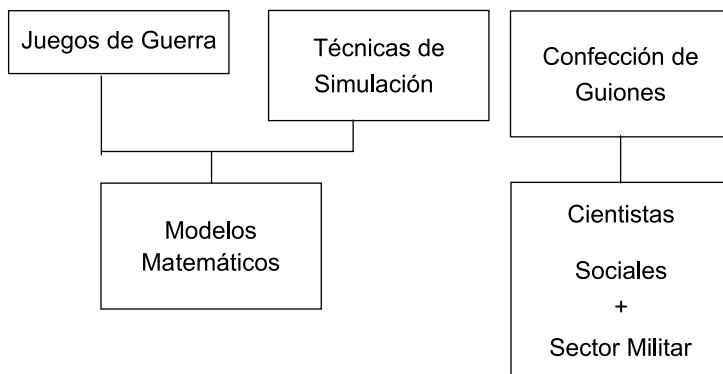 Juegos de Guerra
Técnicas de
Simulación
Confección de
Guiones
Modelos
Matemáticos
Cientistas
Sociales
+
Sector Militar